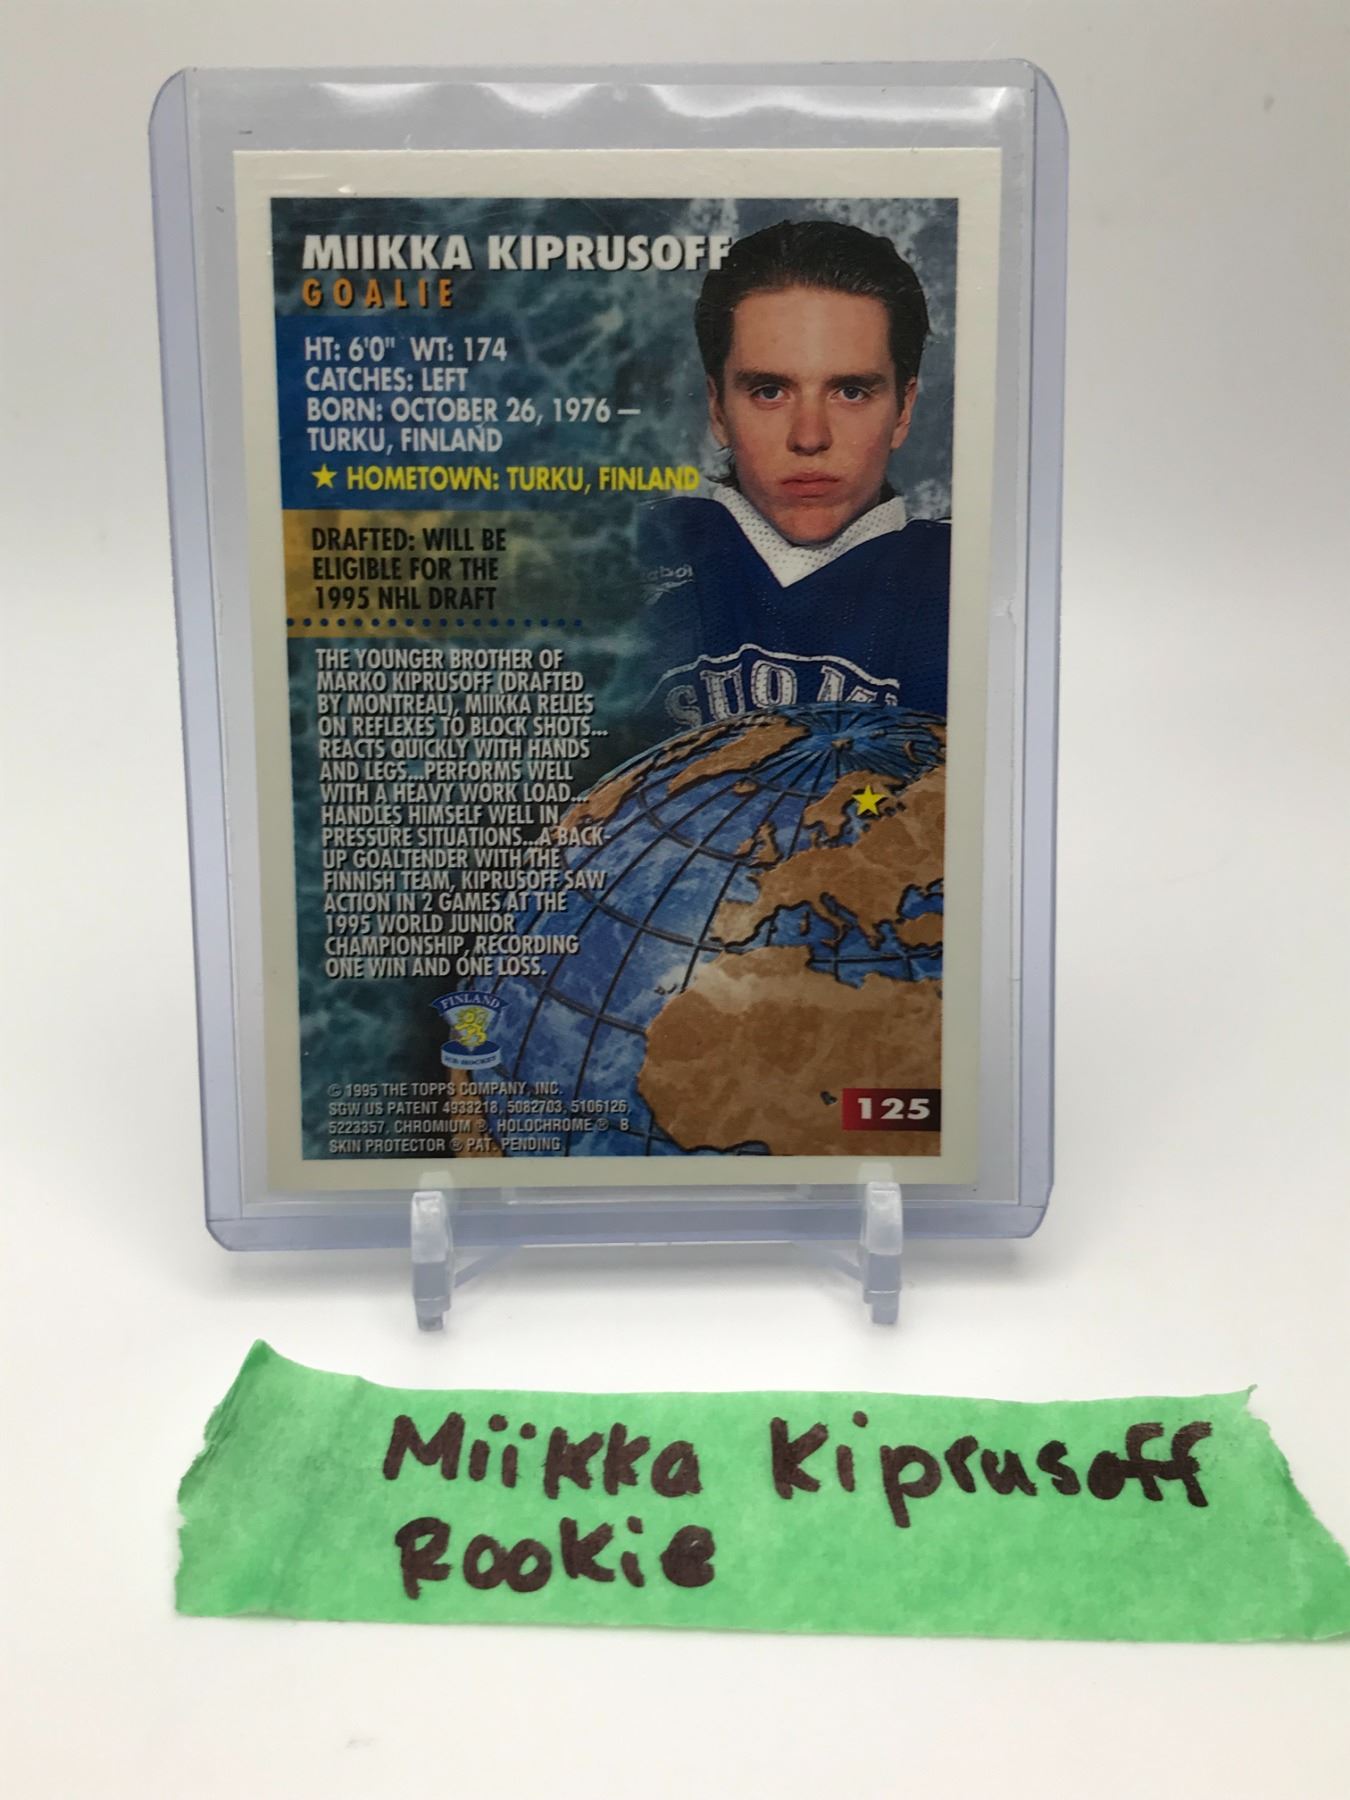 MIIKKA KIPRUSOFF
GOALIE
HT: 6'0" WT: 174
CATCHES: LEFT
BORN: OCTOBER 26, 1976 –
TURKU, FINLAND
★ HOMETOWN: TURKU, FINLAND
DRAFTED: WILL BE
ELIGIBLE FOR THE
1995 NHL DRAFT
THE YOUNGER BROTHER OF
MARKO KIPRUSOFF (DRAFTED
BY MONTREAL), MIIKKA RELIES
ON REFLEXES TO BLOCK SHOTS...
REACTS QUICKLY WITH HANDS
AND LEGS...PERFORMS WELL
WITH A HEAVY WORK LOAD...
HANDLES HIMSELF WELL IN
PRESSURE SITUATIONS...A BACK-
UP GOALTENDER WITH THE
FINNISH TEAM, KIPRUSOFF SAW
ACTION IN 2 GAMES AT THE
1995 WORLD JUNIOR
CHAMPIONSHIP, RECORDING
ONE WIN AND ONE LOSS.
SUOMI
FINLAND
ICE HOCKEY
© 1995 THE TOPPS COMPANY, INC.
SGW US PATENT 4933218, 5082703, 5106126,
5223357, CHROMIUM ®, HOLOCHROME ® B
SKIN PROTECTOR ® PAT. PENDING
125
Miikka Kiprusoff
Rookie